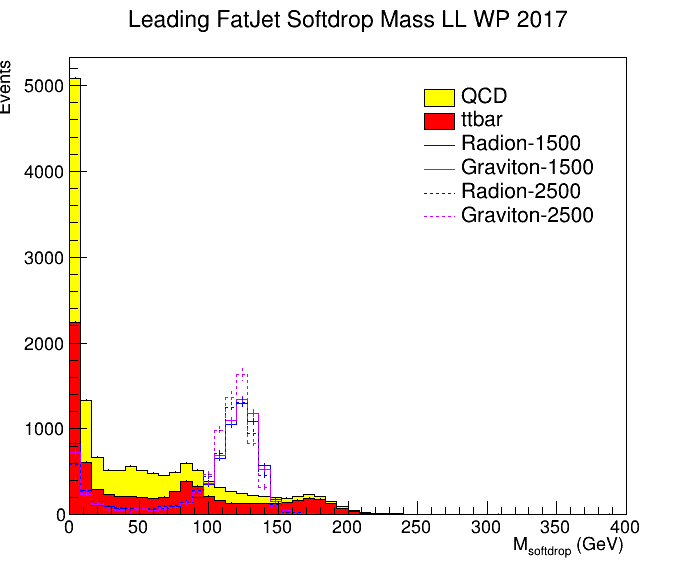 Leading FatJet Softdrop Mass LL WP 2017
Events
5000
4000
3000
2000
1000
0
QCD
ttbar
Radion-1500
Graviton-1500
Radion-2500
Graviton-2500
0 50 100 150 200 250 300 350 400
M_softdrop (GeV)